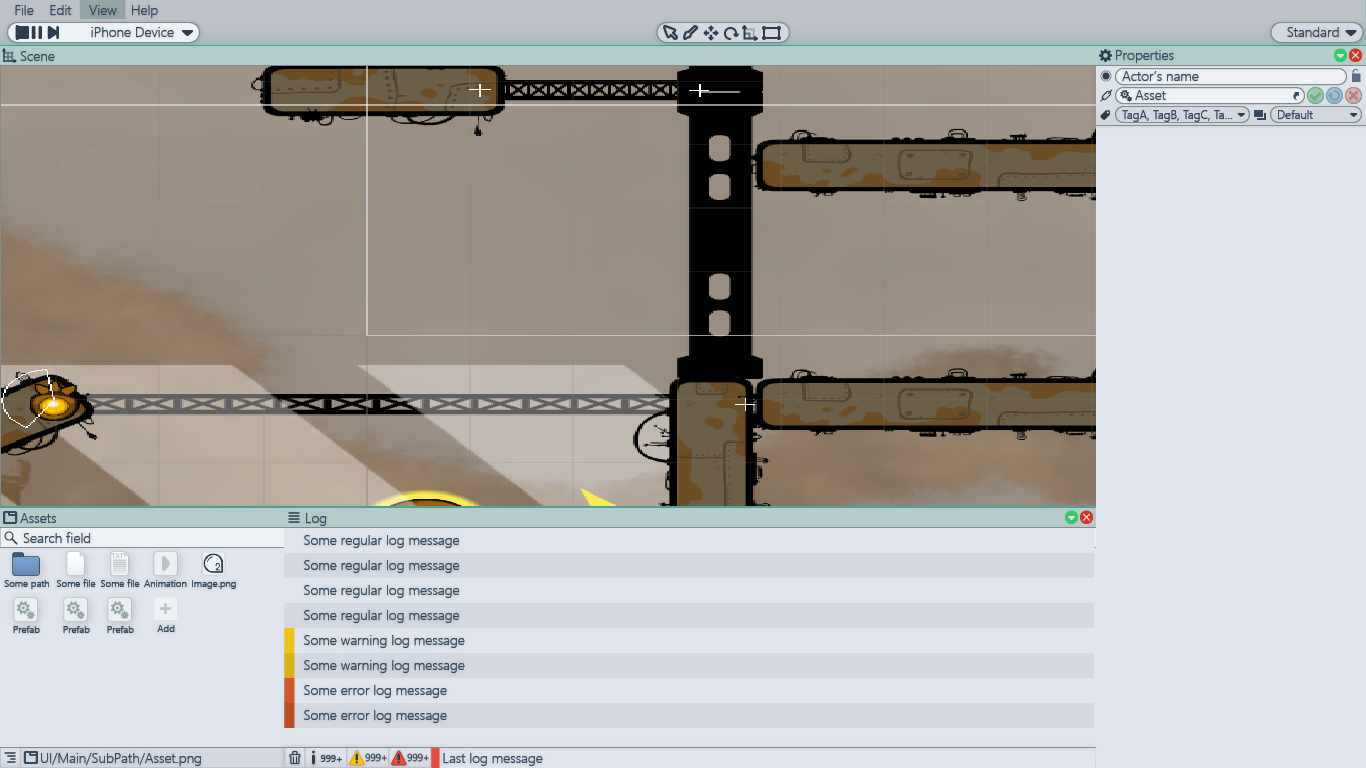 File Edit View Help
iPhone Device Standard
Scene
Properties
Actor's name
Asset
TagA, TagB, TagC, Ta... Default
Assets
Search field
Some path Some file Some file Animation Image.png
TXT
2
Prefab Prefab Prefab Add
UI/Main/SubPath/Asset.png
Log
Some regular log message
Some regular log message
Some regular log message
Some regular log message
Some warning log message
Some warning log message
Some error log message
Some error log message
999+ 999+ 999+ Last log message